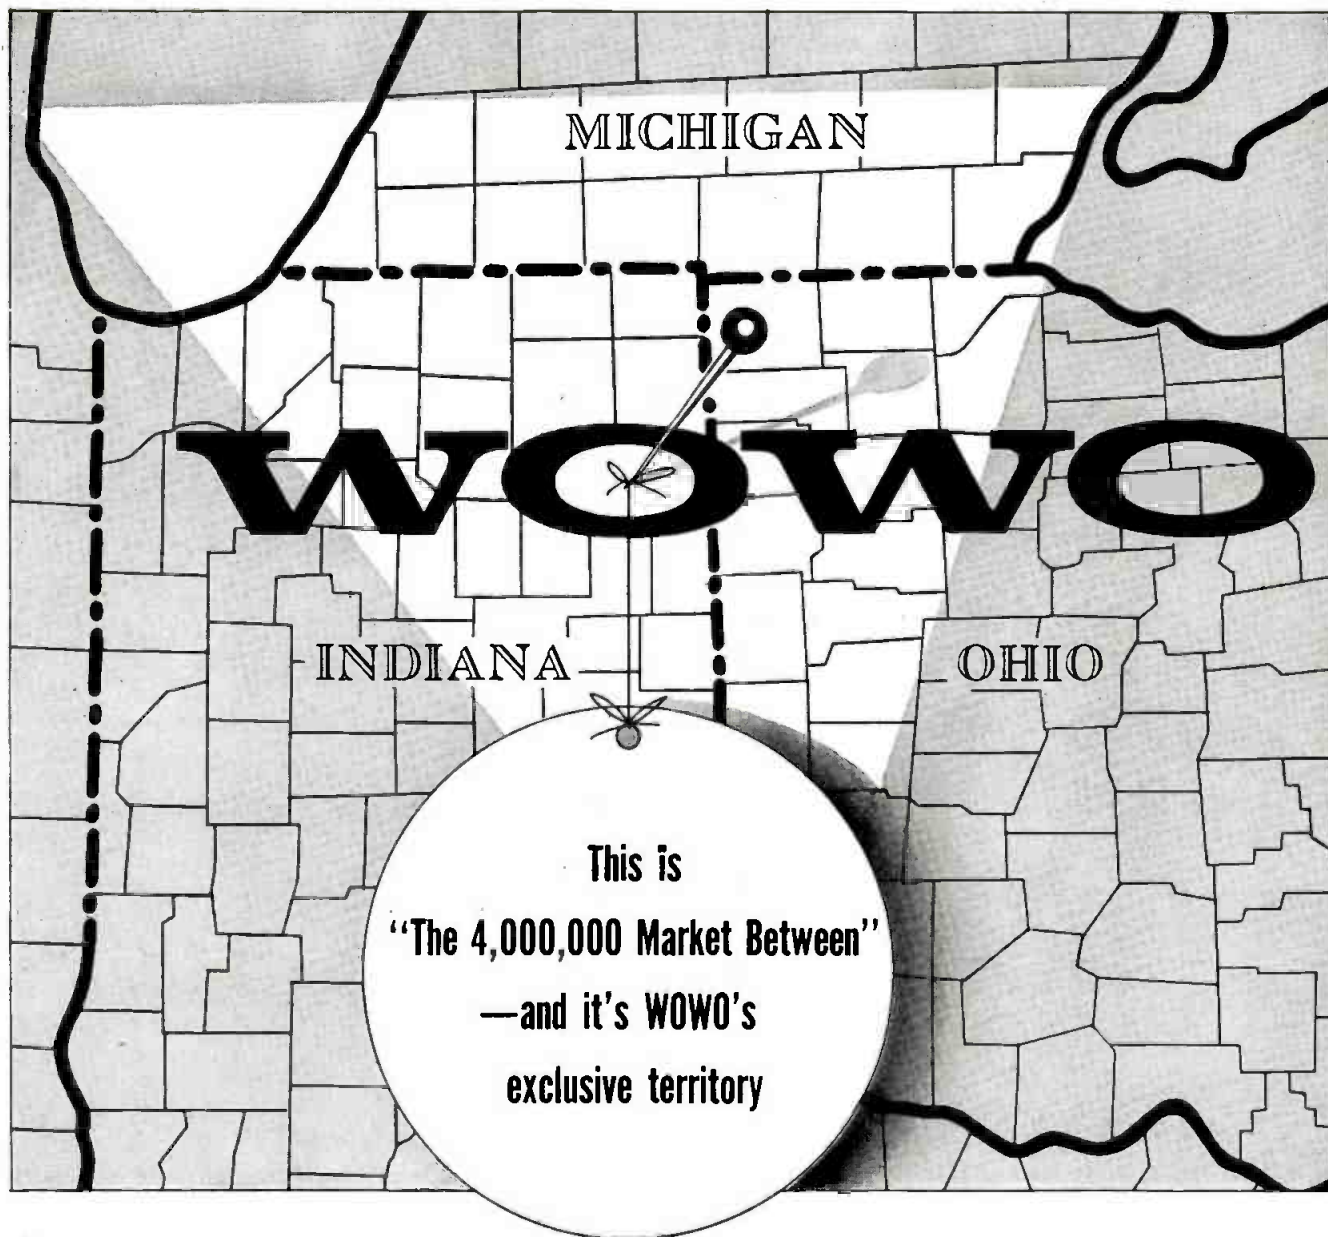 MICHIGAN
WOWO
INDIANA
OHIO
This is
“The 4,000,000 Market Between”
—and it's WOWO's
exclusive territory